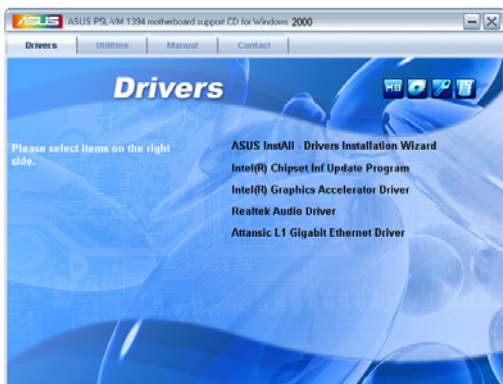 ASUS ASUS P5L-VM 1394 motherboard support CD for Windows 2000
Drivers Utilities Manual Contact
Drivers
MB
Please select items on the right
side.
ASUS InstAll - Drivers Installation Wizard
Intel(R) Chipset Inf Update Program
Intel(R) Graphics Accelerator Driver
Realtek Audio Driver
Attansic L1 Gigabit Ethernet Driver